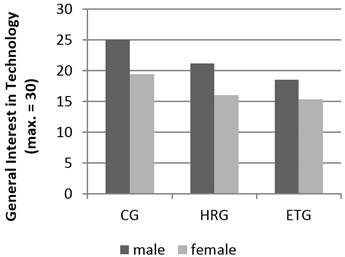 General Interest in Technology
(max. = 30)
30
25
20
15
10
5
0
CG HRG ETG
male female